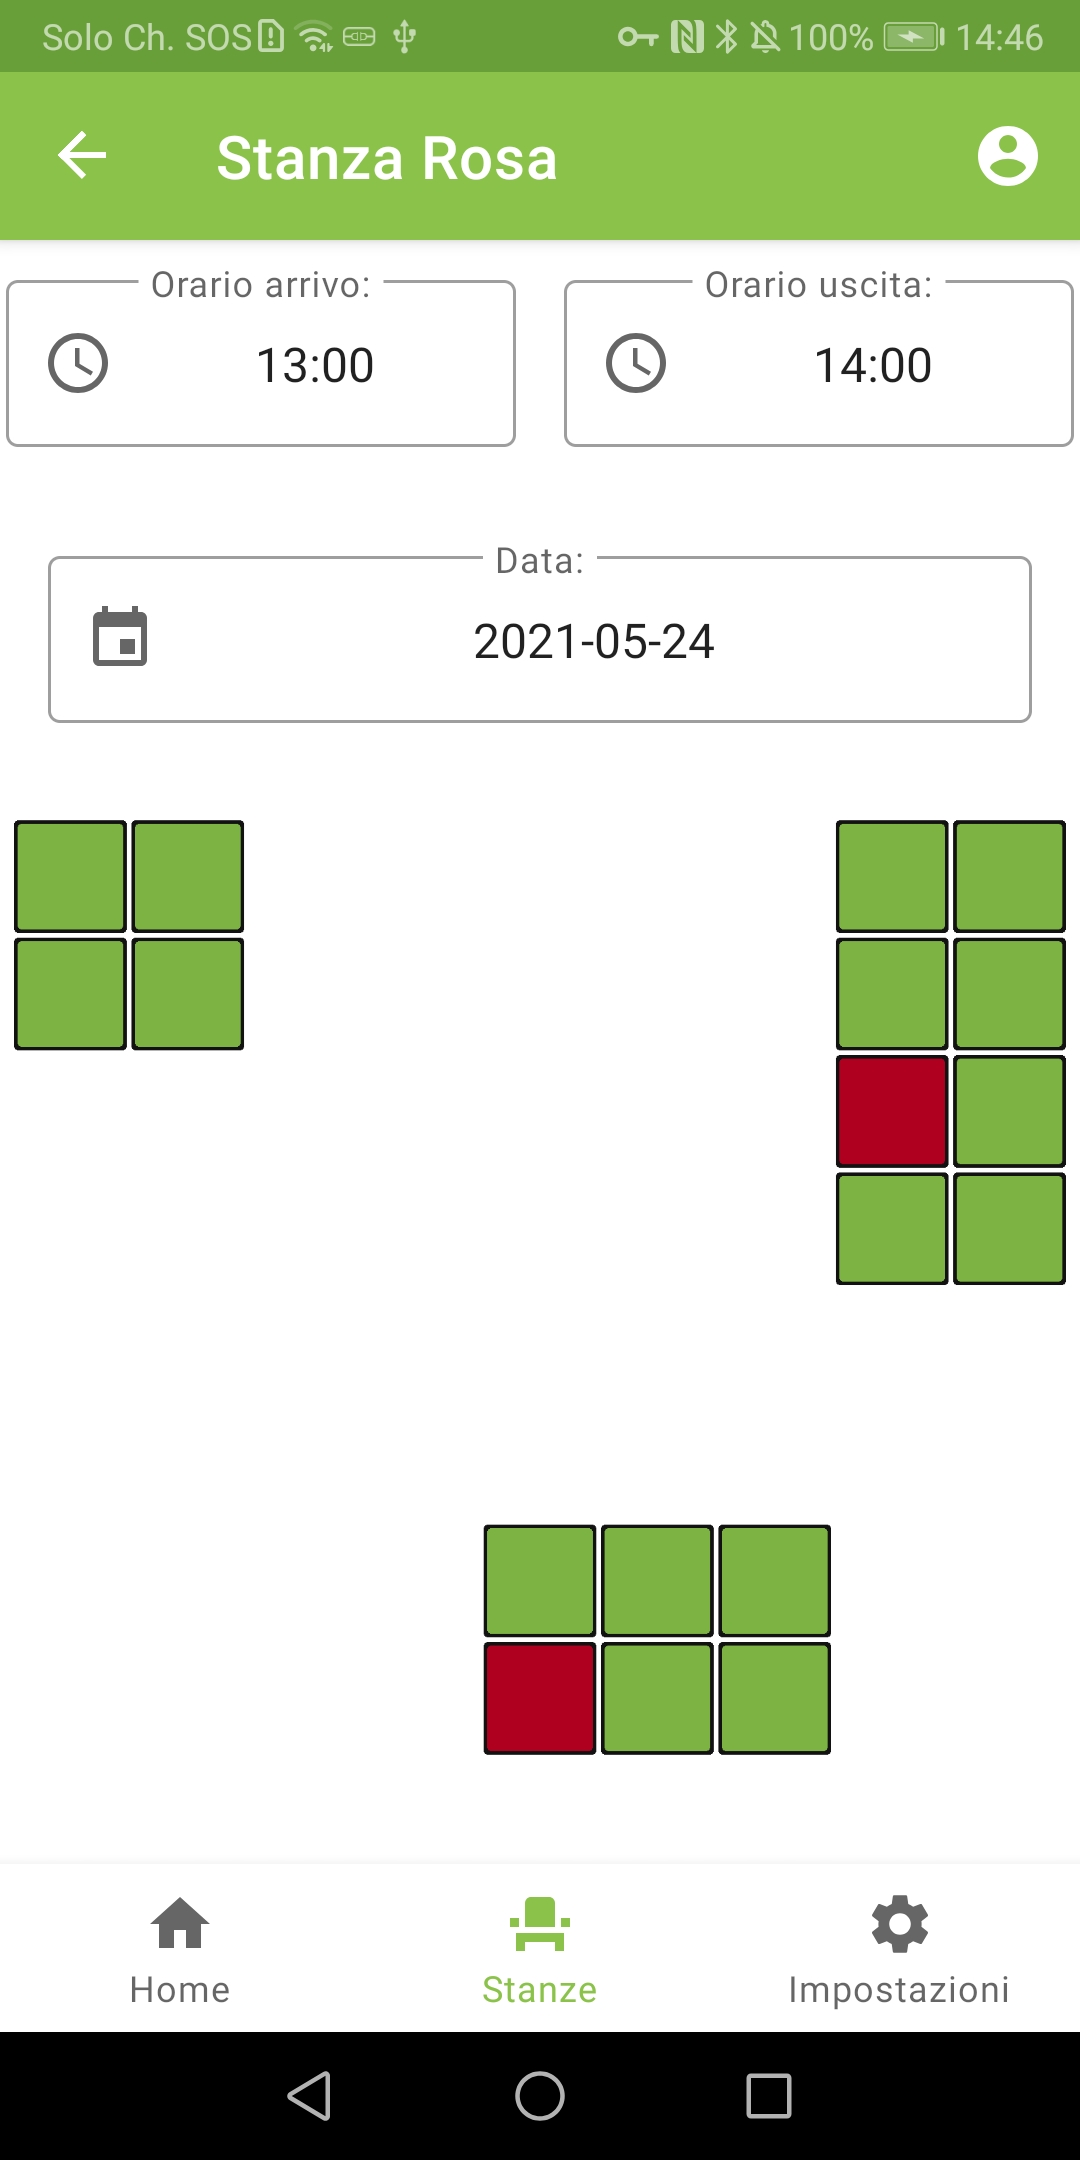 Solo Ch. SOS 100% 14:46
Stanza Rosa
Orario arrivo: Orario uscita:
13:00 14:00
Data:
2021-05-24
Home Stanze Impostazioni